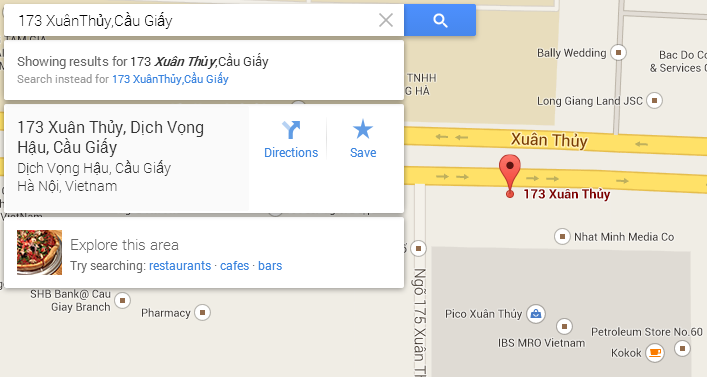 173 XuânThủy,Cầu Giấy
Showing results for 173 Xuân Thủy,Cầu Giấy
Search instead for 173 XuânThủy,Cầu Giấy
173 Xuân Thủy, Dịch Vọng
Hậu, Cầu Giấy
Dịch Vọng Hậu, Cầu Giấy
Hà Nội, Vietnam
Directions
Save
Explore this area
Try searching: restaurants · cafes · bars
SHB Bank@ Cau
Giay Branch
Pharmacy
TNHH
G HÀ
Bally Wedding
Bac Do Co
& Services C
Long Giang Land JSC
Xuân Thủy
173 Xuân Thủy
Nhat Minh Media Co
Ngõ 175 Xuân Th
Pico Xuân Thủy
IBS MRO Vietnam
Petroleum Store No.60
Kokok